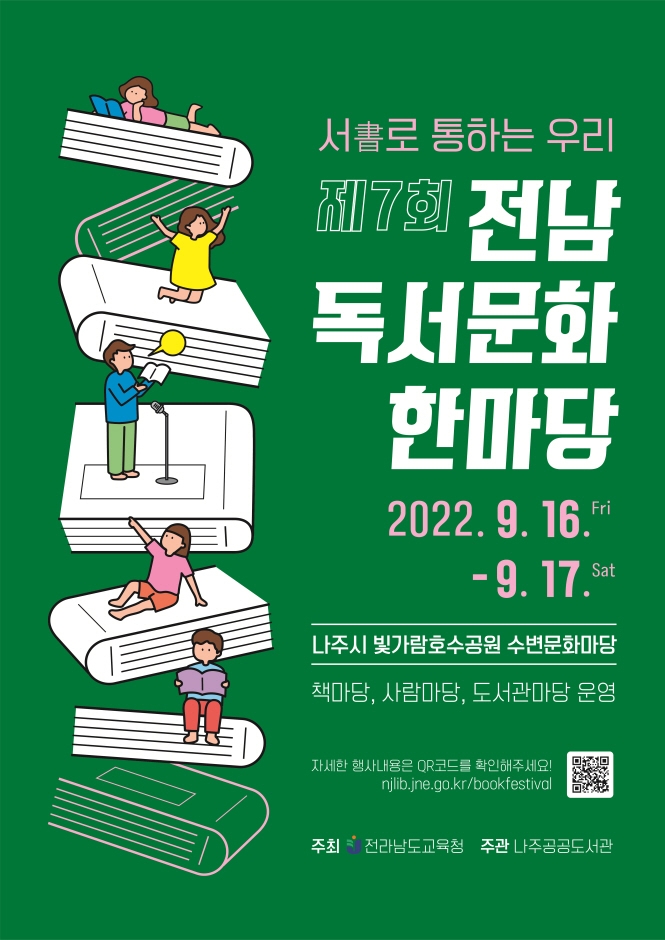 서書로 통하는 우리
제7회 전남
독서문화
한마당
2022. 9. 16. Fri
- 9. 17. Sat
나주시 빛가람호수공원 수변문화마당
책마당, 사람마당, 도서관마당 운영
자세한 행사내용은 QR코드를 확인해주세요!
njlib.jne.go.kr/bookfestival
주최 전라남도교육청 주관 나주공공도서관